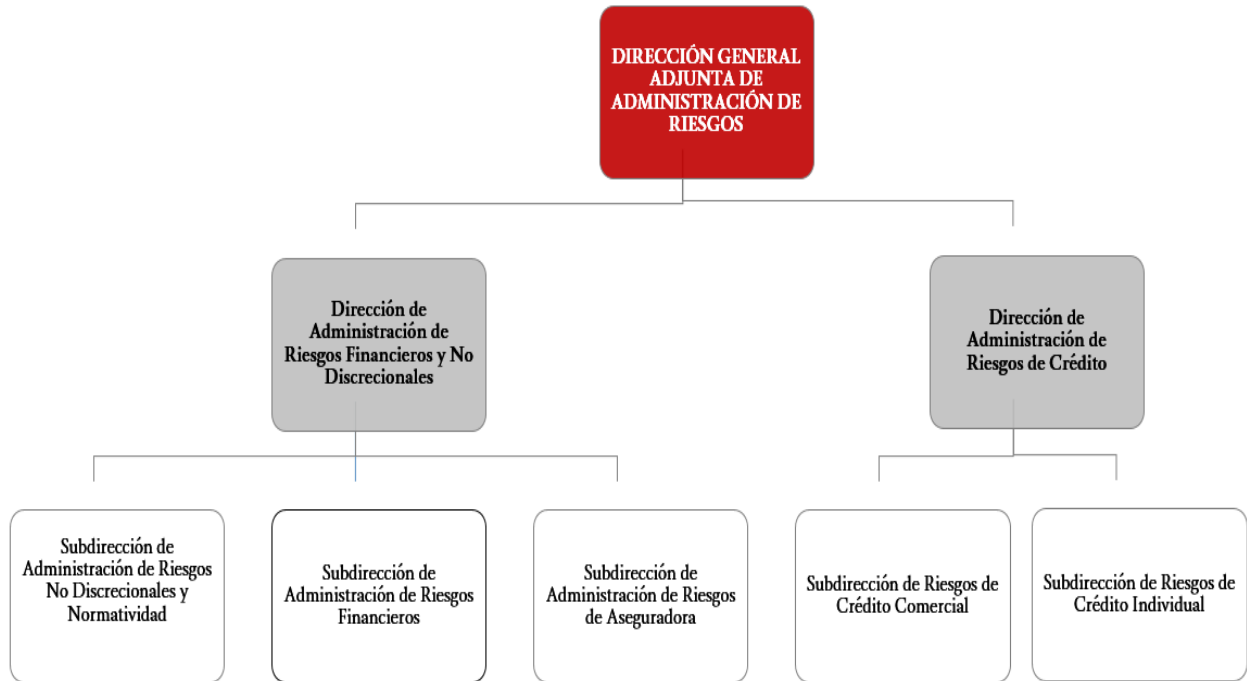 DIRECCIÓN GENERAL
ADJUNTA DE
ADMINISTRACIÓN DE
RIESGOS
Dirección de
Administración de
Riesgos Financieros y No
Discrecionales
Dirección de
Administración de
Riesgos de Crédito
Subdirección de
Administración de Riesgos
No Discrecionales y
Normatividad
Subdirección de
Administración de Riesgos
Financieros
Subdirección de
Administración de Riesgos
de Aseguradora
Subdirección de Riesgos de
Crédito Comercial
Subdirección de Riesgos de
Crédito Individual